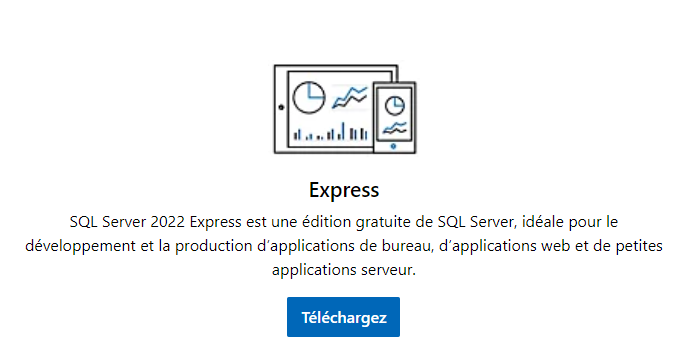 Express
SQL Server 2022 Express est une édition gratuite de SQL Server, idéale pour le
développement et la production d’applications de bureau, d’applications web et de petites
applications serveur.
Téléchargez